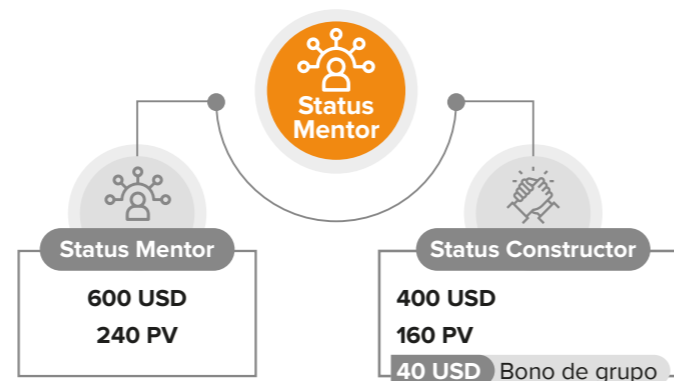 Status
Mentor
Status Mentor
600 USD
240 PV
Status Constructor
400 USD
160 PV
40 USD Bono de grupo